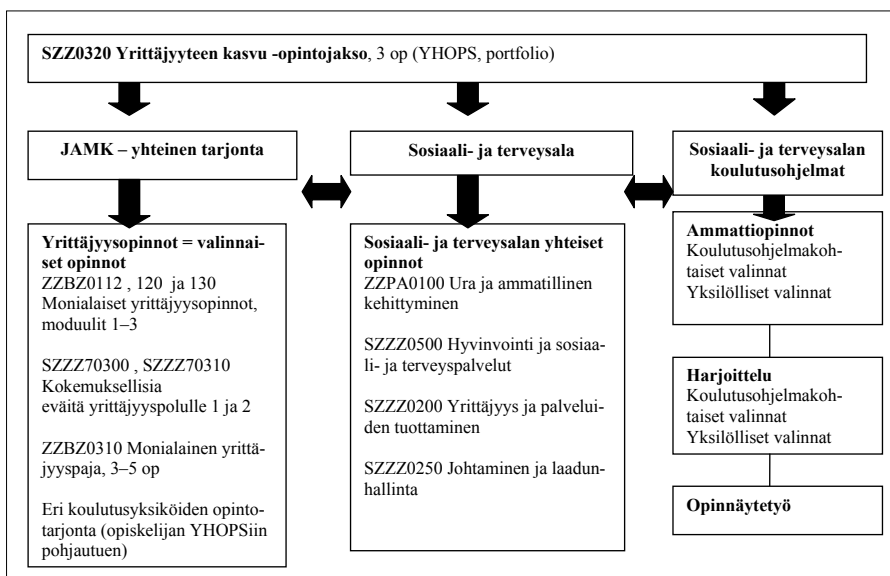 SZZ0320 Yrittäjyyteen kasvu -opintojakso, 3 op (YHOPS, portfolio)
JAMK – yhteinen tarjonta
Yrittäjyysopinnot = valinnai-
set opinnot
ZZBZ0112 , 120 ja 130
Monialaiset yrittäjyysopinnot,
moduulit 1–3
SZZZ70300 , SZZZ70310
Kokemuksellisia
eväitä yrittäjyyspolulle 1 ja 2
ZZBZ0310 Monialainen yrittä-
jyyspaja, 3–5 op
Eri koulutusyksiköiden opinto-
tarjonta (opiskelijan YHOPSiin
pohjautuen)
Sosiaali- ja terveysala
Sosiaali- ja terveysalan yhteiset
opinnot
ZZPA0100 Ura ja ammatillinen
kehittyminen
SZZZ0500 Hyvinvointi ja sosiaa-
li- ja terveyspalvelut
SZZZ0200 Yrittäjyys ja palvelui-
den tuottaminen
SZZZ0250 Johtaminen ja laadun-
hallinta
Sosiaali- ja terveysalan
koulutusohjelmat
Ammattiopinnot
Koulutusohjelmakoh-
taiset valinnat
Yksilölliset valinnat
Harjoittelu
Koulutusohjelmakoh-
taiset valinnat
Yksilölliset valinnat
Opinnäytetyö